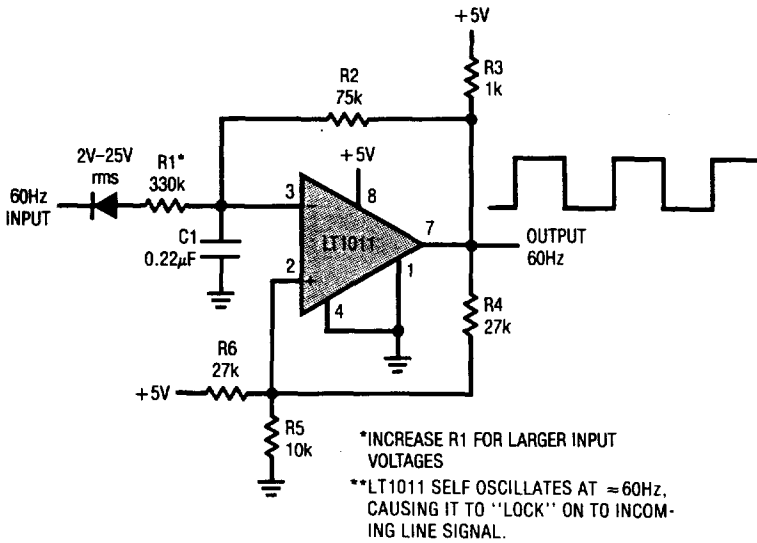 +5V
R3
1k
R2
75k
2V–25V
rms
R1*
330k
+5V
60Hz
INPUT
3
–
8
7
LT1011
C1
0.22μF
2
+
1
4
OUTPUT
60Hz
R4
27k
R6
27k
+5V
R5
10k
*INCREASE R1 FOR LARGER INPUT
VOLTAGES
**LT1011 SELF OSCILLATES AT ≈60Hz,
CAUSING IT TO "LOCK" ON TO INCOM-
ING LINE SIGNAL.